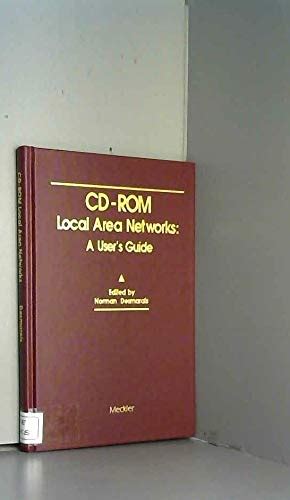 CD-ROM
Local Area Networks:
A User's Guide
Edited by
Norman Desmarais
Meckler
CD-ROM Local Area Networks
Desmarais